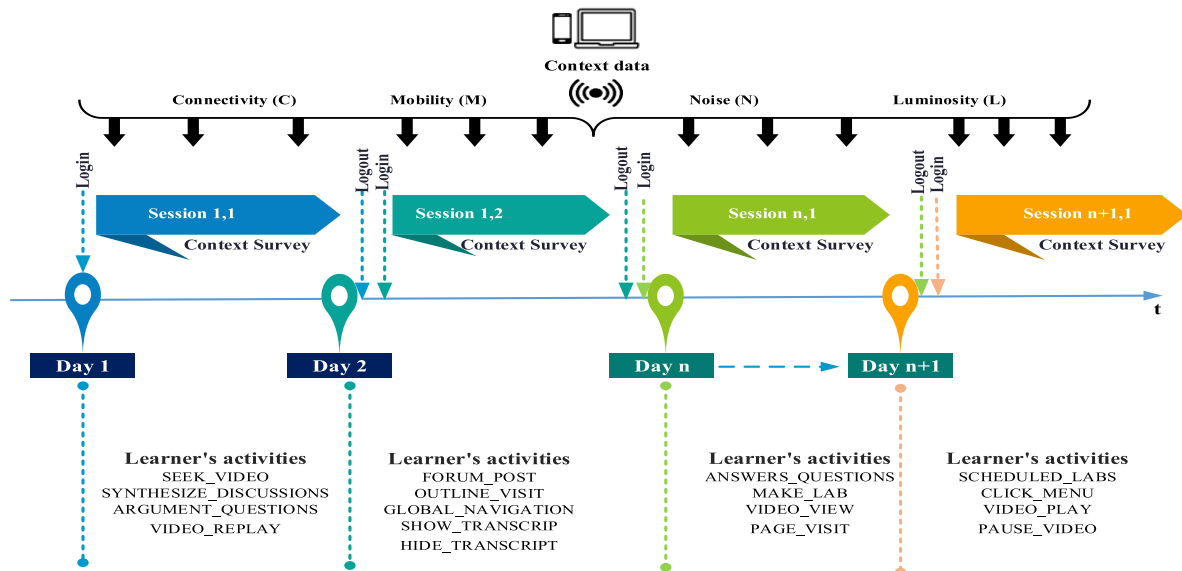 Context data
Connectivity (C)
Mobility (M)
Noise (N)
Luminosity (L)
Login
Logout
Login
Logout
Login
Logout
Login
Session 1,1
Context Survey
Session 1,2
Context Survey
Session n,1
Context Survey
Session n+1,1
Context Survey
t
Day 1
Day 2
Day n
Day n+1
Learner's activities
SEEK_VIDEO
SYNTHESIZE_DISCUSSIONS
ARGUMENT_QUESTIONS
VIDEO_REPLAY
Learner's activities
FORUM_POST
OUTLINE_VISIT
GLOBAL_NAVIGATION
SHOW_TRANSCRIP
HIDE_TRANSCRIPT
Learner's activities
ANSWERS_QUESTIONS
MAKE_LAB
VIDEO_VIEW
PAGE_VISIT
Learner's activities
SCHEDULED_LABS
CLICK_MENU
VIDEO_PLAY
PAUSE_VIDEO